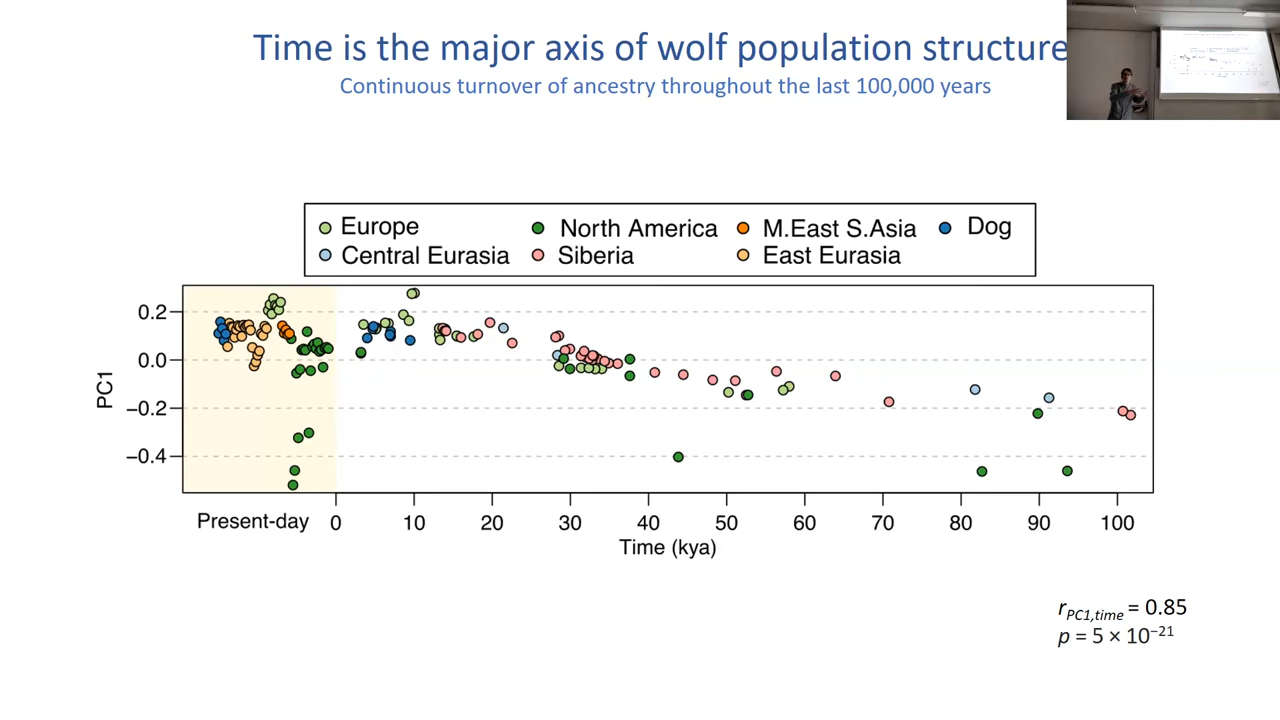 Time is the major axis of wolf population structure
Continuous turnover of ancestry throughout the last 100,000 years
Europe North America M.East S.Asia Dog
Central Eurasia Siberia East Eurasia
0.2
0.0
−0.2
−0.4
PC1
Present-day 0 10 20 30 40 50 60 70 80 90 100
Time (kya)
rPC1,time = 0.85
p = 5 × 10−21